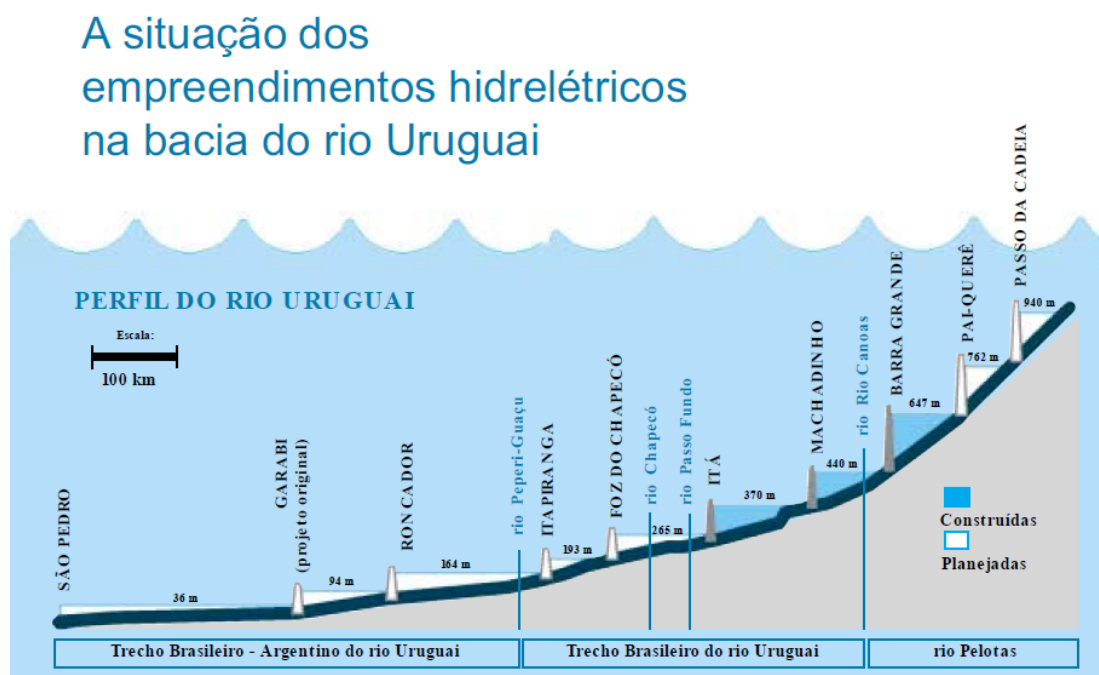 A situação dos
empreendimentos hidrelétricos
na bacia do rio Uruguai
PERFIL DO RIO URUGUAI
Escala:
100 km
SÃO PEDRO
36 m
GARABI
(projeto original)
94 m
RONCADOR
164 m
rio Peperi-Guaçu
ITAPIRANGA
193 m
FOZ DO CHAPECÓ
265 m
rio Chapecó
rio Passo Fundo
ITÁ
370 m
MACHADINHO
440 m
rio Rio Canoas
BARRA GRANDE
647 m
PAI-QUERÊ
762 m
PASSO DA CADEIA
940 m
Construídas
Planejadas
Trecho Brasileiro - Argentino do rio Uruguai
Trecho Brasileiro do rio Uruguai
rio Pelotas